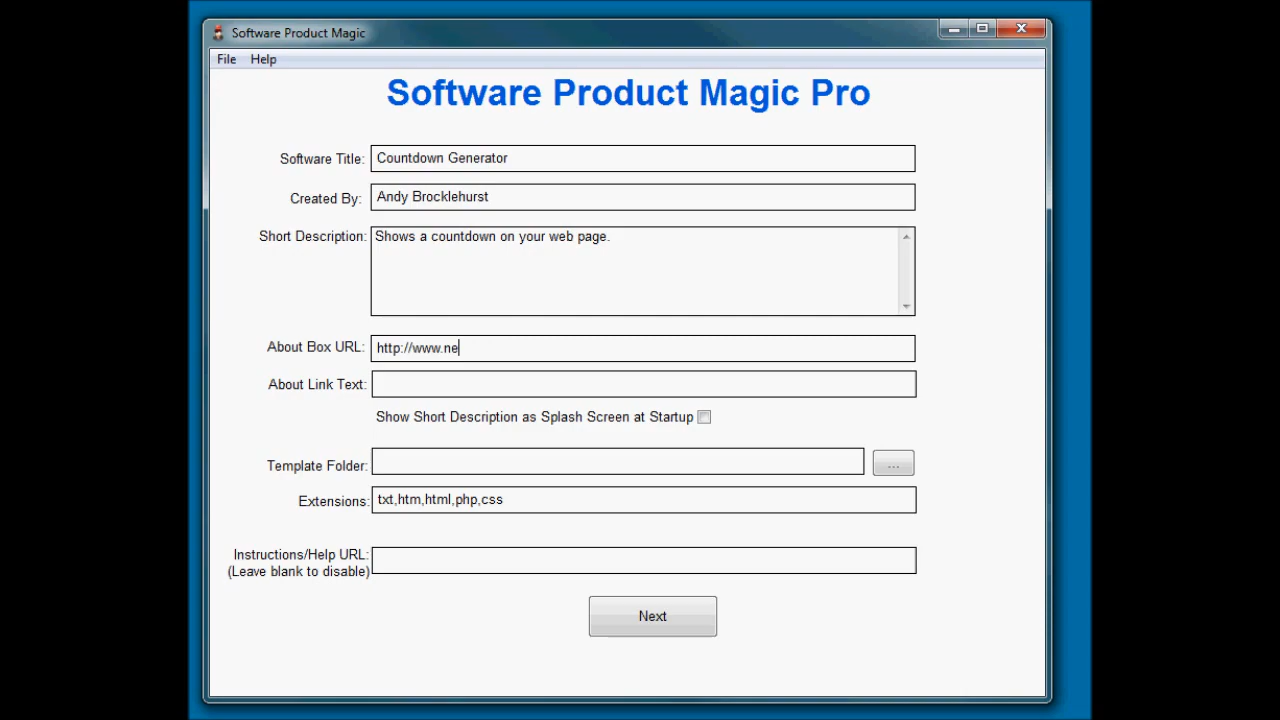 Software Product Magic
File Help
Software Product Magic Pro
Software Title: Countdown Generator
Created By: Andy Brocklehurst
Short Description: Shows a countdown on your web page.
About Box URL: http://www.ne
About Link Text:
Show Short Description as Splash Screen at Startup
Template Folder: ...
Extensions: txt,htm,html,php,css
Instructions/Help URL:
(Leave blank to disable)
Next